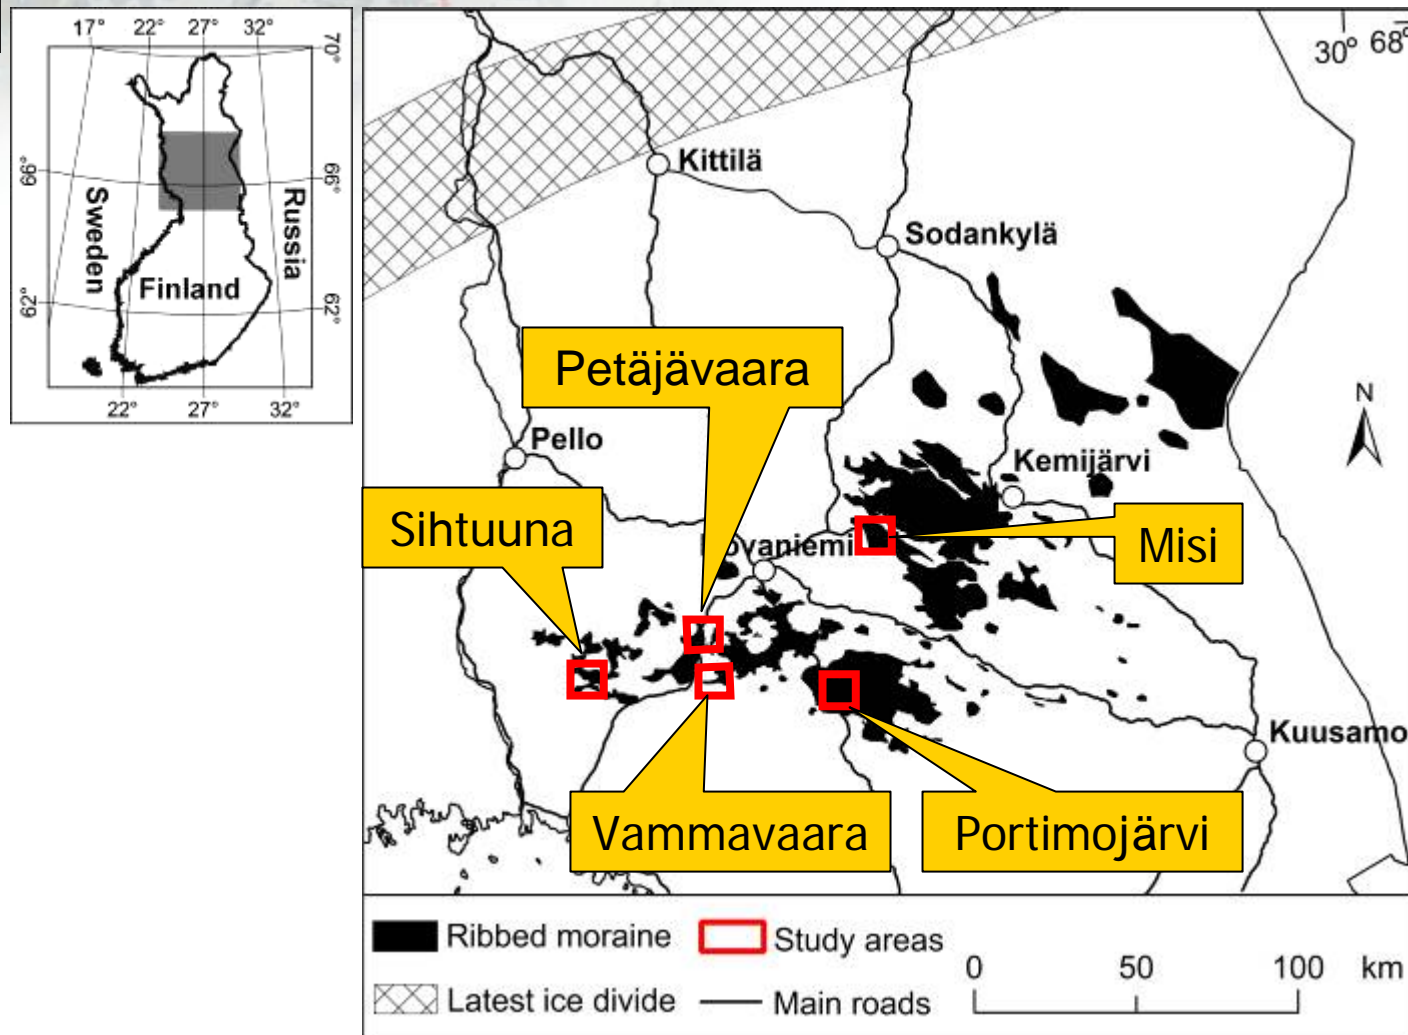 17° 22° 27° 32°
70°
66°
66°
62°
62°
Sweden
Finland
Russia
22° 27° 32°
30° 68°
Kittilä
Sodankylä
Petäjävaara
Pello
Kemijärvi
N
Sihtuuna
ovaniemi
Misi
Kuusamo
Vammavaara
Portimojärvi
Ribbed moraine
Study areas
Latest ice divide
Main roads
0 50 100 km